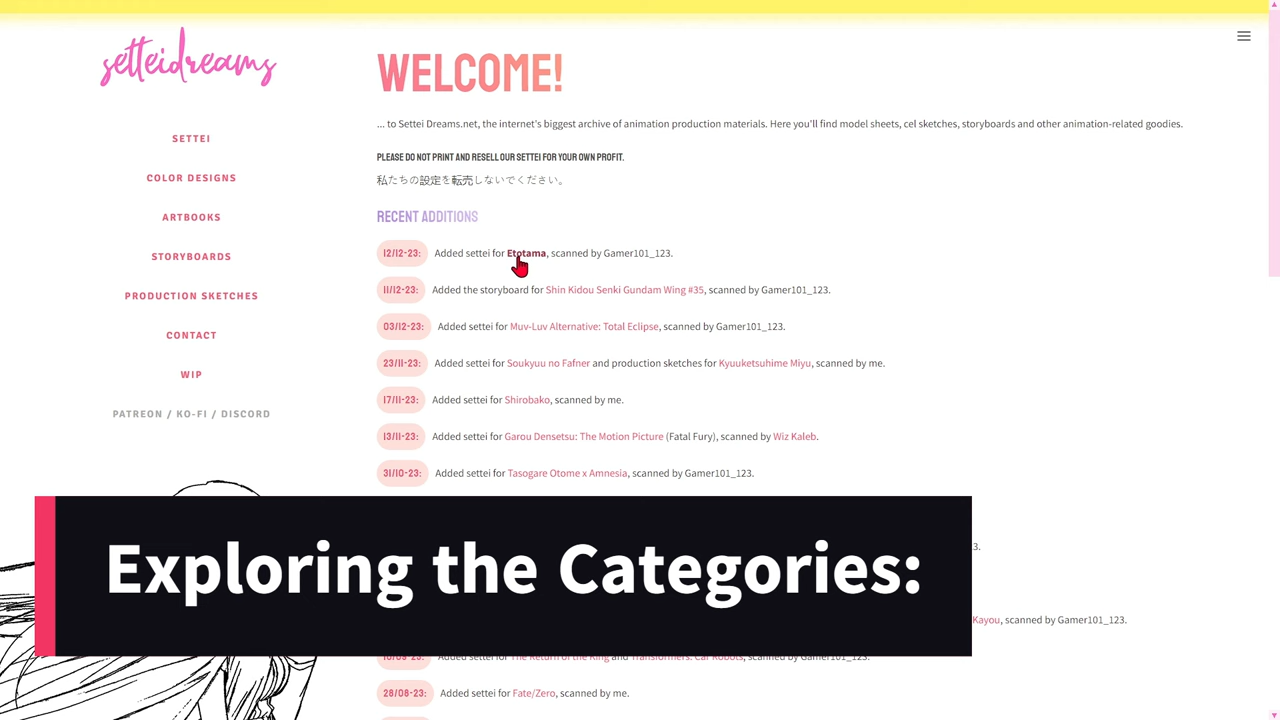 setteidreams
SETTEI
COLOR DESIGNS
ARTBOOKS
STORYBOARDS
PRODUCTION SKETCHES
CONTACT
WIP
PATREON / KO-FI / DISCORD
WELCOME!
... to Settei Dreams.net, the internet's biggest archive of animation production materials. Here you'll find model sheets, cel sketches, storyboards and other animation-related goodies.
PLEASE DO NOT PRINT AND RESELL OUR SETTEI FOR YOUR OWN PROFIT.
私たちの設定を転売しないでください。
RECENT ADDITIONS
12/12-23: Added settei for Etotama, scanned by Gamer101_123.
11/12-23: Added the storyboard for Shin Kidou Senki Gundam Wing #35, scanned by Gamer101_123.
03/12-23: Added settei for Muv-Luv Alternative: Total Eclipse, scanned by Gamer101_123.
23/11-23: Added settei for Soukyuu no Fafner and production sketches for Kyuuketsuhime Miyu, scanned by me.
17/11-23: Added settei for Shirobako, scanned by me.
13/11-23: Added settei for Garou Densetsu: The Motion Picture (Fatal Fury), scanned by Wiz Kaleb.
31/10-23: Added settei for Tasogare Otome x Amnesia, scanned by Gamer101_123.
3.
Exploring the Categories:
Kayou, scanned by Gamer101_123.
Added settei for The Return of the King and Transformers: Car Robots, scanned by Gamer101_123.
28/08-23: Added settei for Fate/Zero, scanned by me.